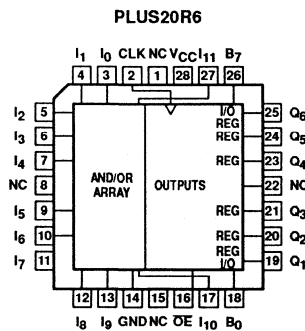 PLUS20R6
I1 I0 CLK NC VCC I11 B7
4 3 2 1 28 27 26
I2 5 I/O 25 Q6
REG
I3 6 REG 24 Q5
I4 7 REG 23 Q4
NC 8 AND/OR ARRAY OUTPUTS 22 NC
I5 9 REG 21 Q3
I6 10 REG 20 Q2
REG
I7 11 I/O 19 Q1
12 13 14 15 16 17 18
I8 I9 GND NC O̅E̅ I10 B0